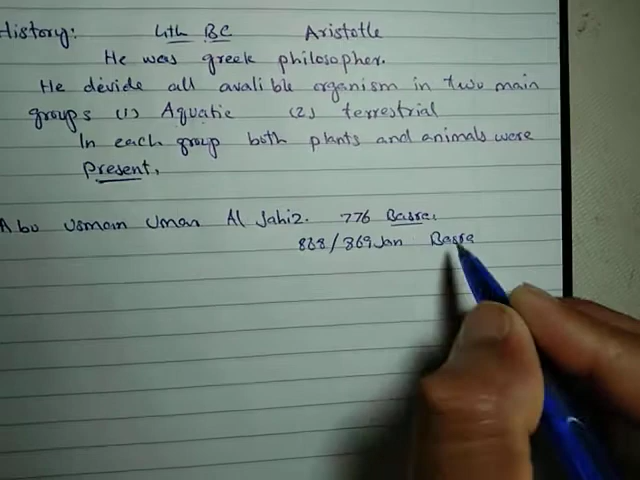 History: 4th BC Aristotle
He was greek philosopher.
He devide all avalible organism in two main
groups (1) Aquatic (2) terrestrial
In each group both plants and animals were
Present.
Abu Usmam Umar Al Jahiz. 776 Basra.
868/869 Jan Basra